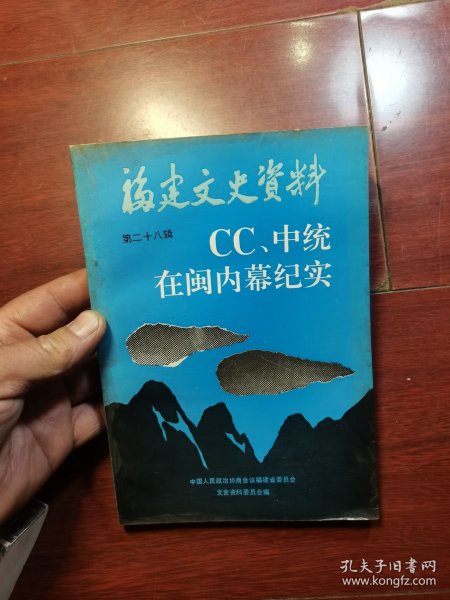 福建文史資料
第二十八辑
CC、中统
在闽内幕纪实
中国人民政治协商会议福建省委员会
文史资料委员会编
孔夫子旧书网
www.kongfz.com